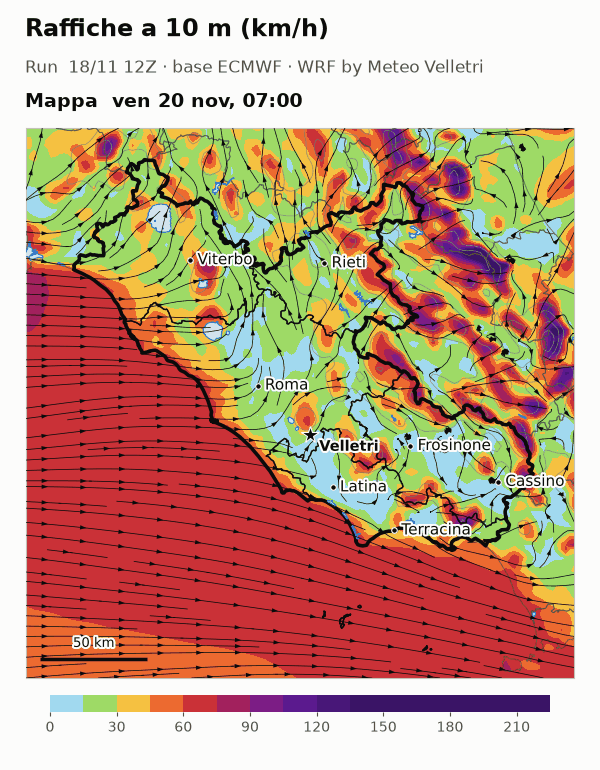 Raffiche a 10 m (km/h)
Run  18/11 12Z · base ECMWF · WRF by Meteo Velletri
Mappa  ven 20 nov, 07:00
Viterbo
Rieti
Roma
Velletri
Frosinone
Latina
Cassino
Terracina
50 km
0 30 60 90 120 150 180 210